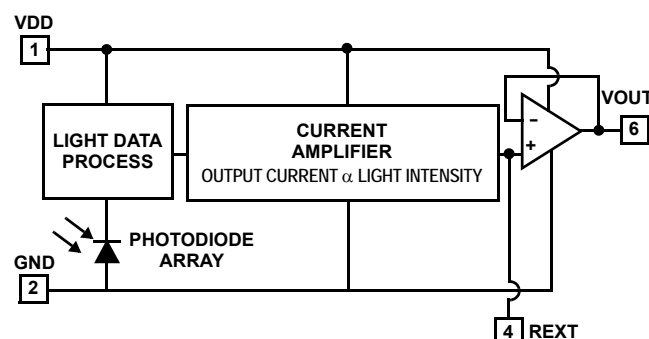 VDD
1
LIGHT DATA
PROCESS
CURRENT
AMPLIFIER
OUTPUT CURRENT α LIGHT INTENSITY
−
+
VOUT
6
PHOTODIODE
ARRAY
GND
2
4 REXT